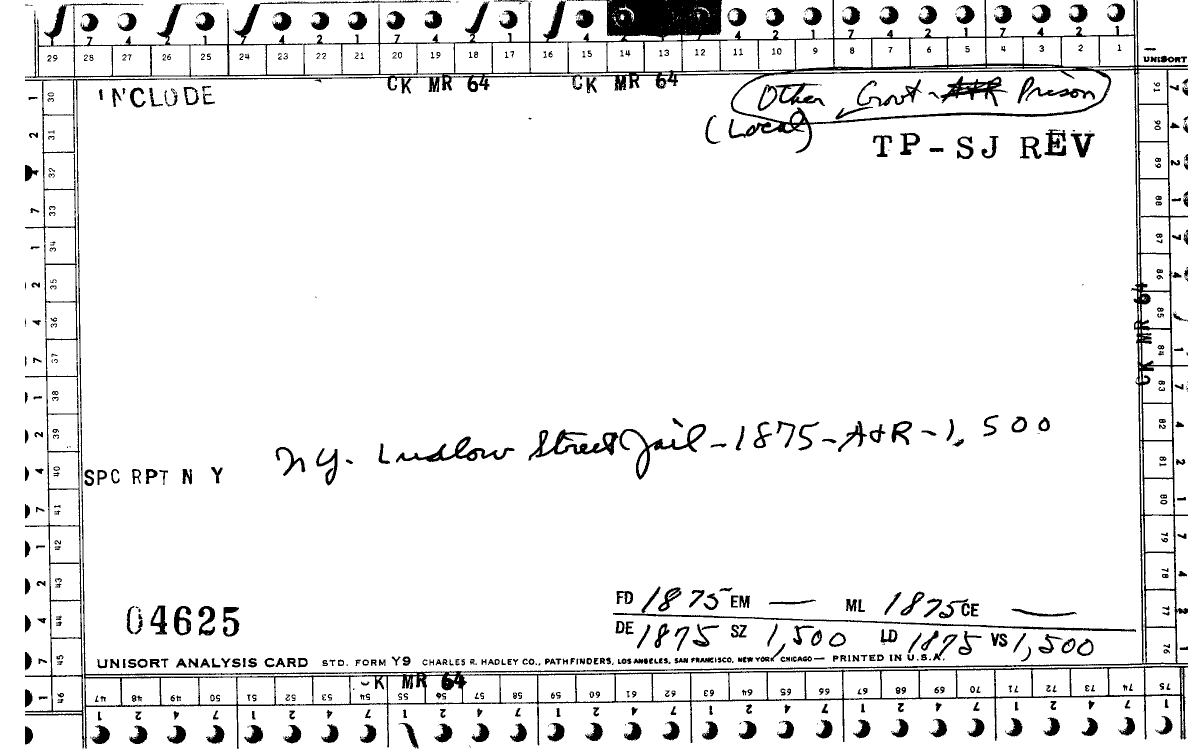 7 4 2 1 7 4 2 1 7 4 2 1 4 2 1 7 4 2 1 7 4 2 1
29 28 27 26 25 24 23 22 21 20 19 18 17 16 15 14 13 12 11 10 9 8 7 6 5 4 3 2 1
UNISORT
CK MR 64 CK MR 64
INCLUDE
Other Govt - A&R Prison
(Local)
TP-SJ REV
CK MR 64
N.Y. Ludlow Street Jail - 1875 - A&R - 1,500
SPC RPT N Y
FD 1875 EM — ML 1875 CE —
04625
DE 1875 SZ 1,500 LD 1875 VS 1,500
UNISORT ANALYSIS CARD STD. FORM Y9 CHARLES R. HADLEY CO., PATHFINDERS, LOS ANGELES, SAN FRANCISCO, NEW YORK CHICAGO — PRINTED IN U.S.A.
CK MR 64
30 31 32 33 34 35 36 37 38 39 40 41 42 43 44 45 46
47 48 49 50 51 52 53 54 55 56 57 58 59 60 61 62 63 64 65 66 67 68 69 70 71 72 73 74 75
76 77 78 79 80 81 82 83 84 85 86 87 88 89 90 91